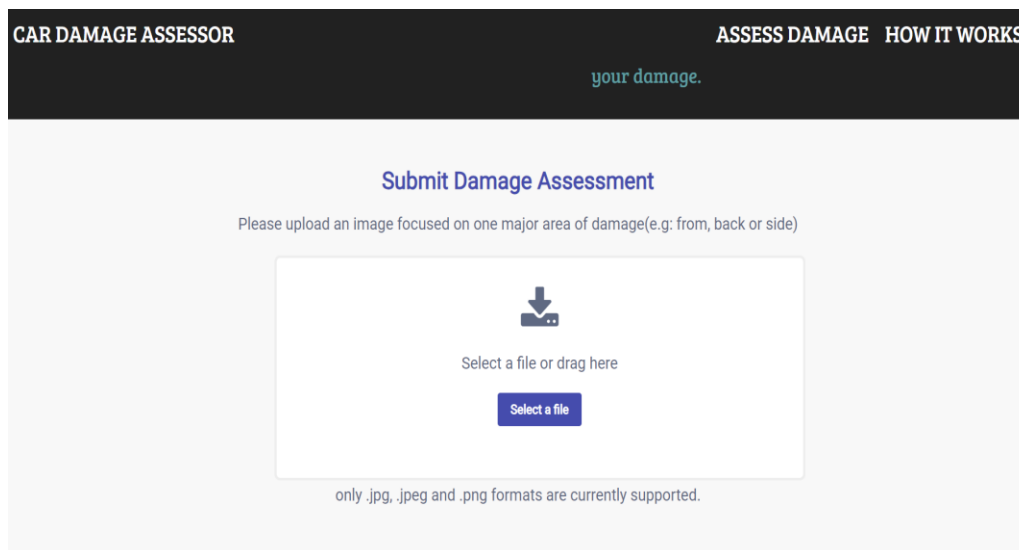 CAR DAMAGE ASSESSOR
ASSESS DAMAGE HOW IT WORKS
your damage.
Submit Damage Assessment
Please upload an image focused on one major area of damage(e.g: from, back or side)
Select a file or drag here
Select a file
only .jpg, .jpeg and .png formats are currently supported.